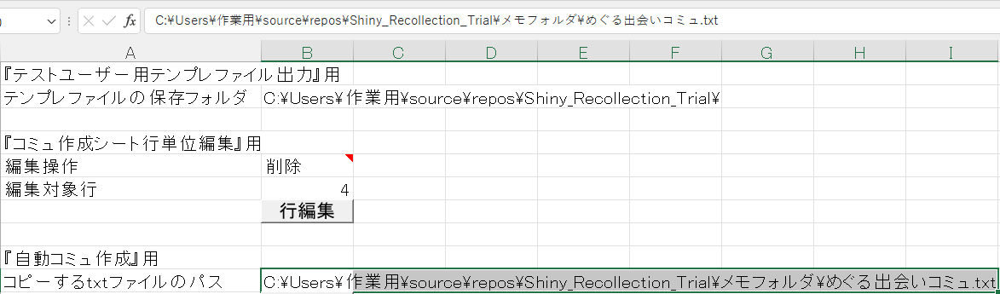 fx C:¥Users¥作業用¥source¥repos¥Shiny_Recollection_Trial¥メモフォルダ¥めぐる出会いコミュ.txt
A B C D E F G H I
『テストユーザー用テンプレファイル出力』用
テンプレファイルの保存フォルダ C:¥Users¥作業用¥source¥repos¥Shiny_Recollection_Trial¥
『コミュ作成シート行単位編集』用
編集操作 削除
編集対象行 4
行編集
『自動コミュ作成』用
コピーするtxtファイルのパス C:¥Users¥作業用¥source¥repos¥Shiny_Recollection_Trial¥メモフォルダ¥めぐる出会いコミュ.txt